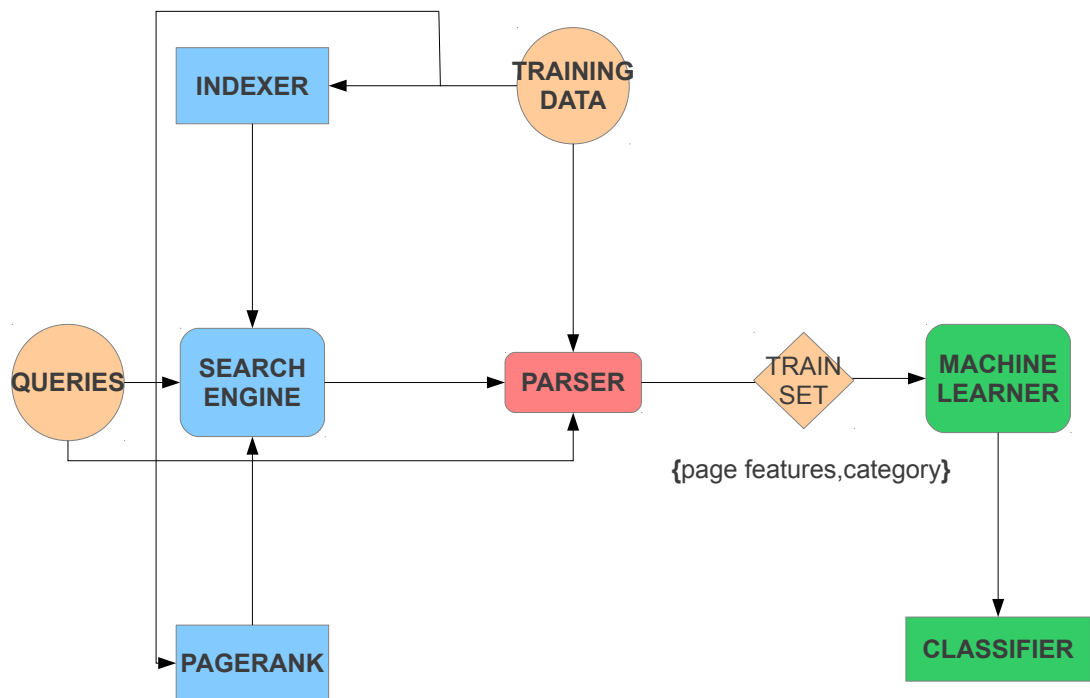 INDEXER
TRAINING
DATA
QUERIES
SEARCH
ENGINE
PARSER
TRAIN
SET
MACHINE
LEARNER
{page features,category}
PAGERANK
CLASSIFIER